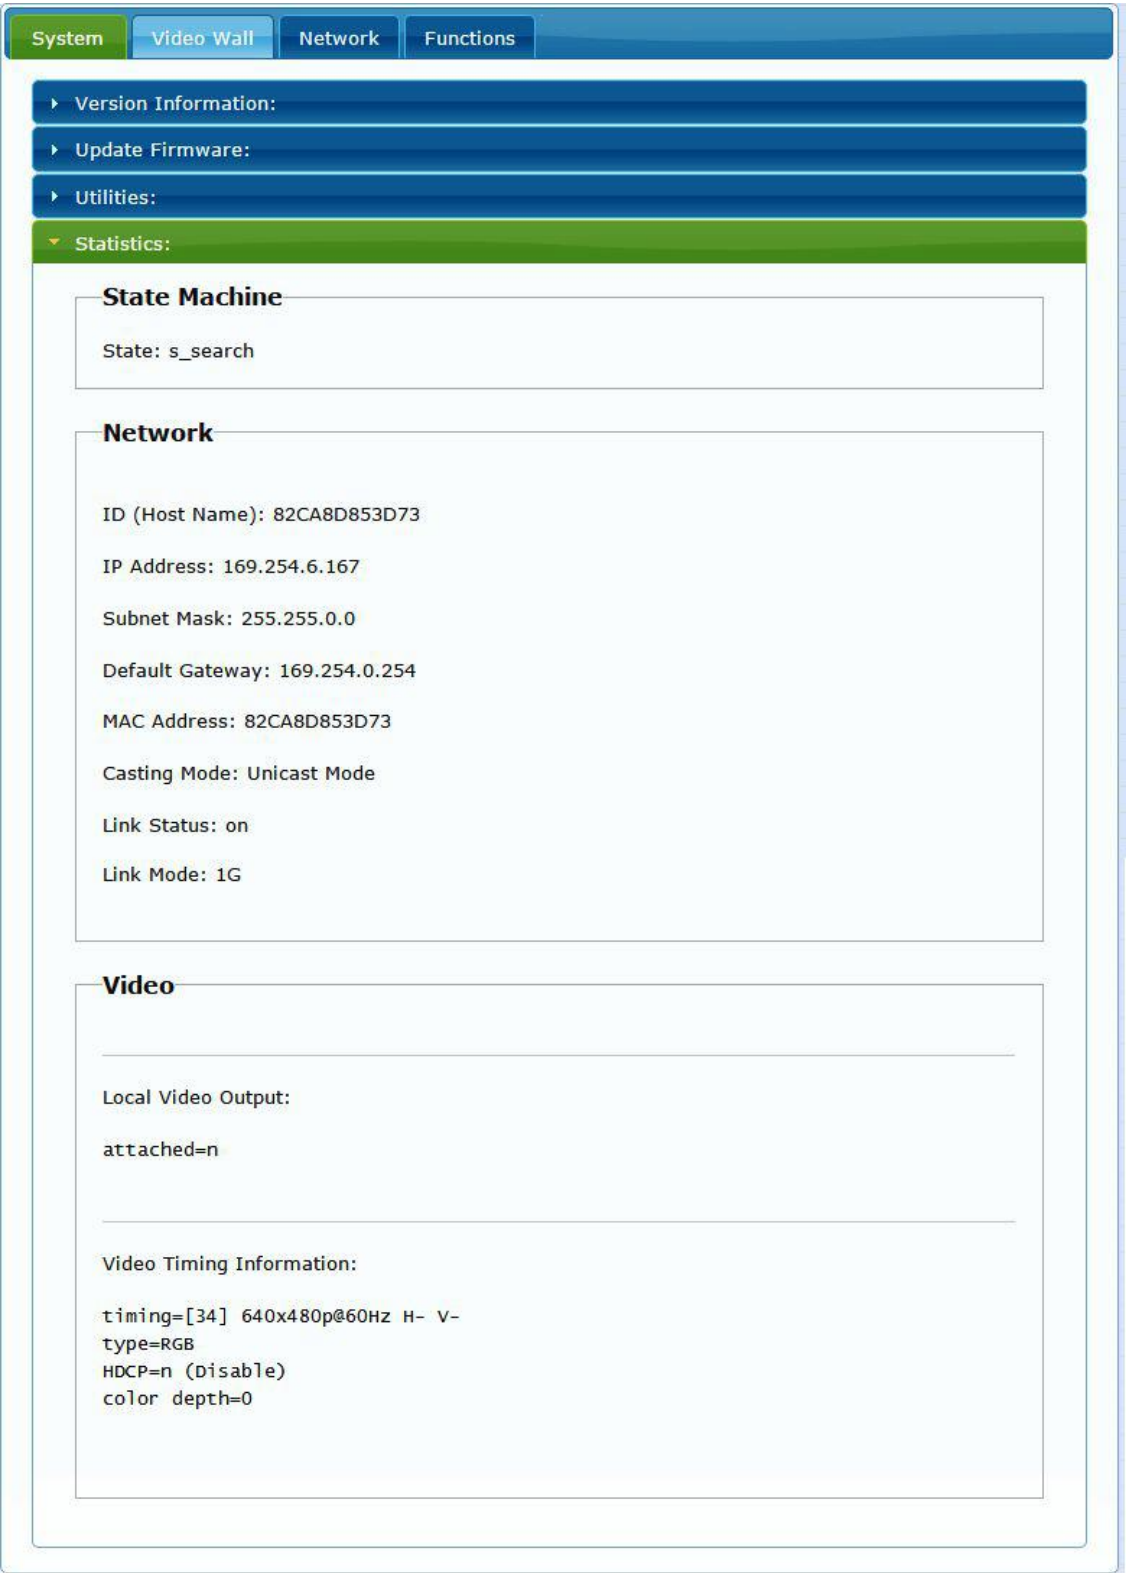 System Video Wall Network Functions
Version Information:
Update Firmware:
Utilities:
Statistics:
State Machine
State: s_search
Network
ID (Host Name): 82CA8D853D73
IP Address: 169.254.6.167
Subnet Mask: 255.255.0.0
Default Gateway: 169.254.0.254
MAC Address: 82CA8D853D73
Casting Mode: Unicast Mode
Link Status: on
Link Mode: 1G
Video
Local Video Output:
attached=n
Video Timing Information:
timing=[34] 640x480p@60Hz H- V-
type=RGB
HDCP=n (Disable)
color depth=0